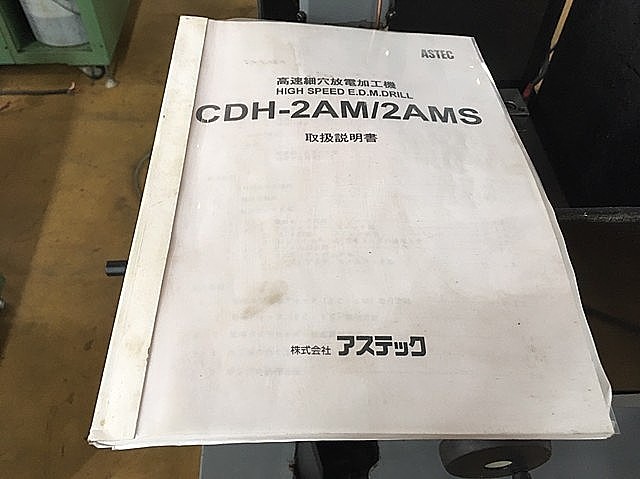 ASTEC
高速細穴放電加工機
HIGH SPEED E.D.M.DRILL
CDH-2AM/2AMS
取扱説明書
株式会社 アステック